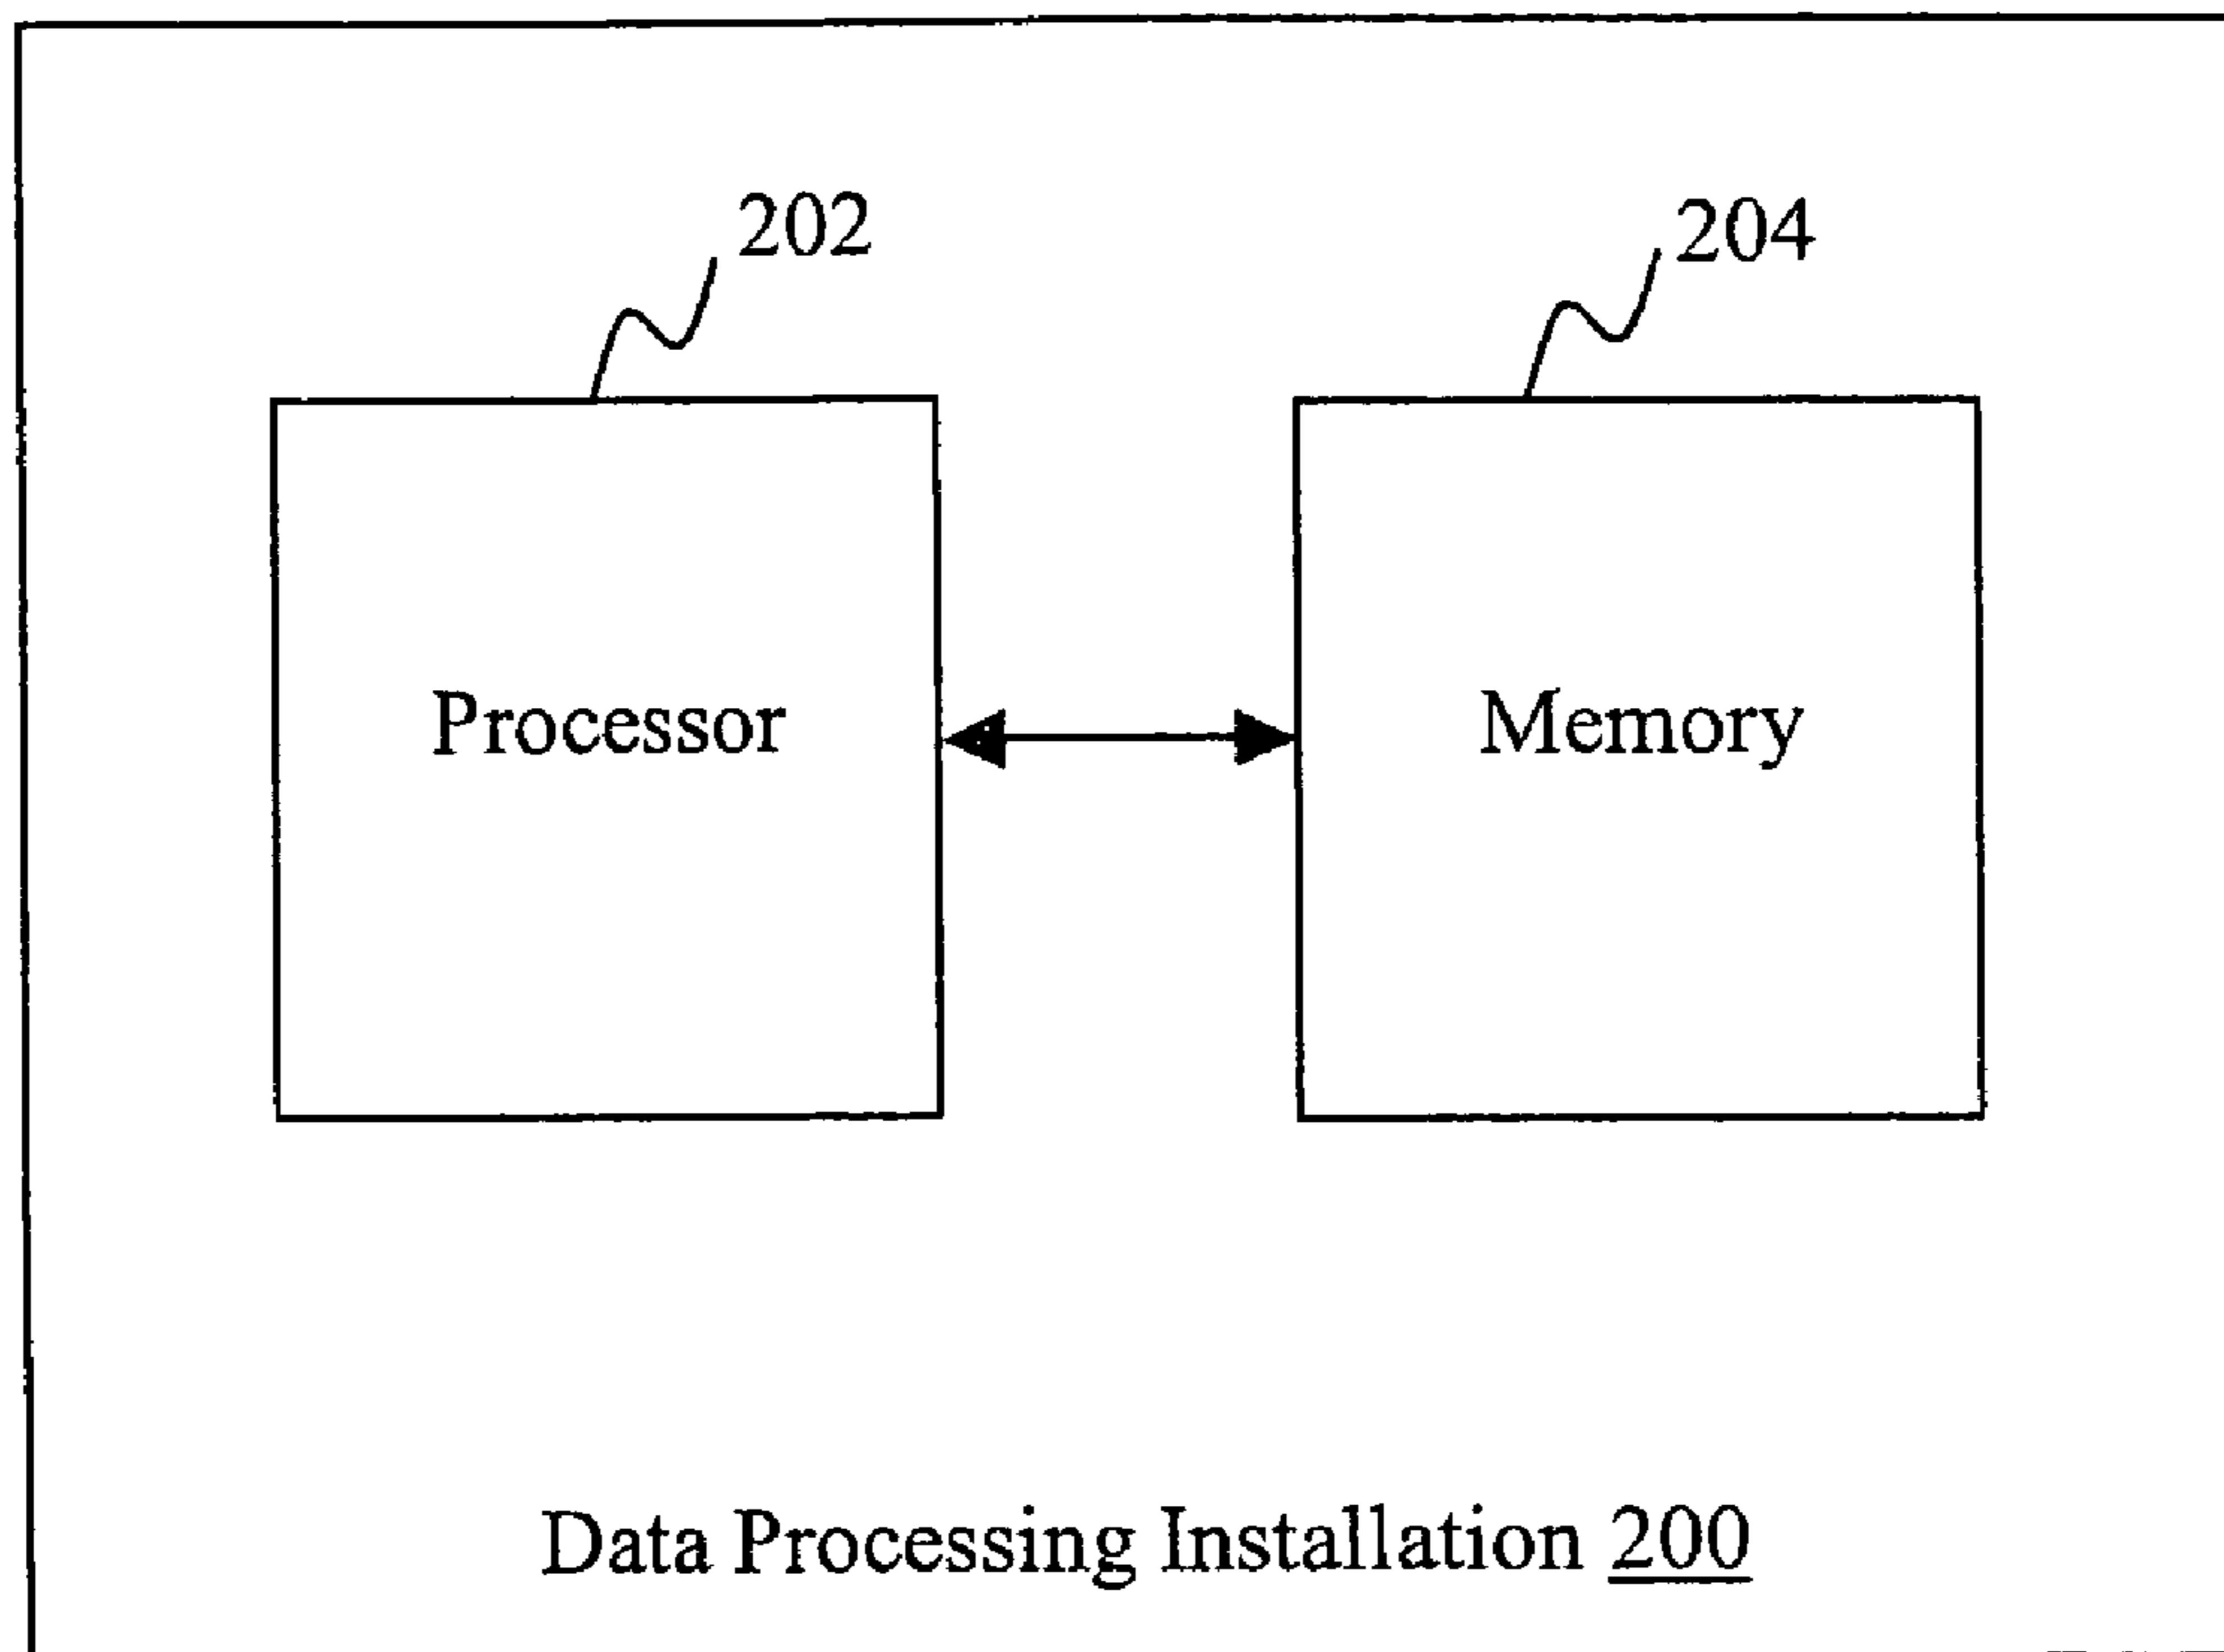 202
204
Processor
Memory
Data Processing Installation 200